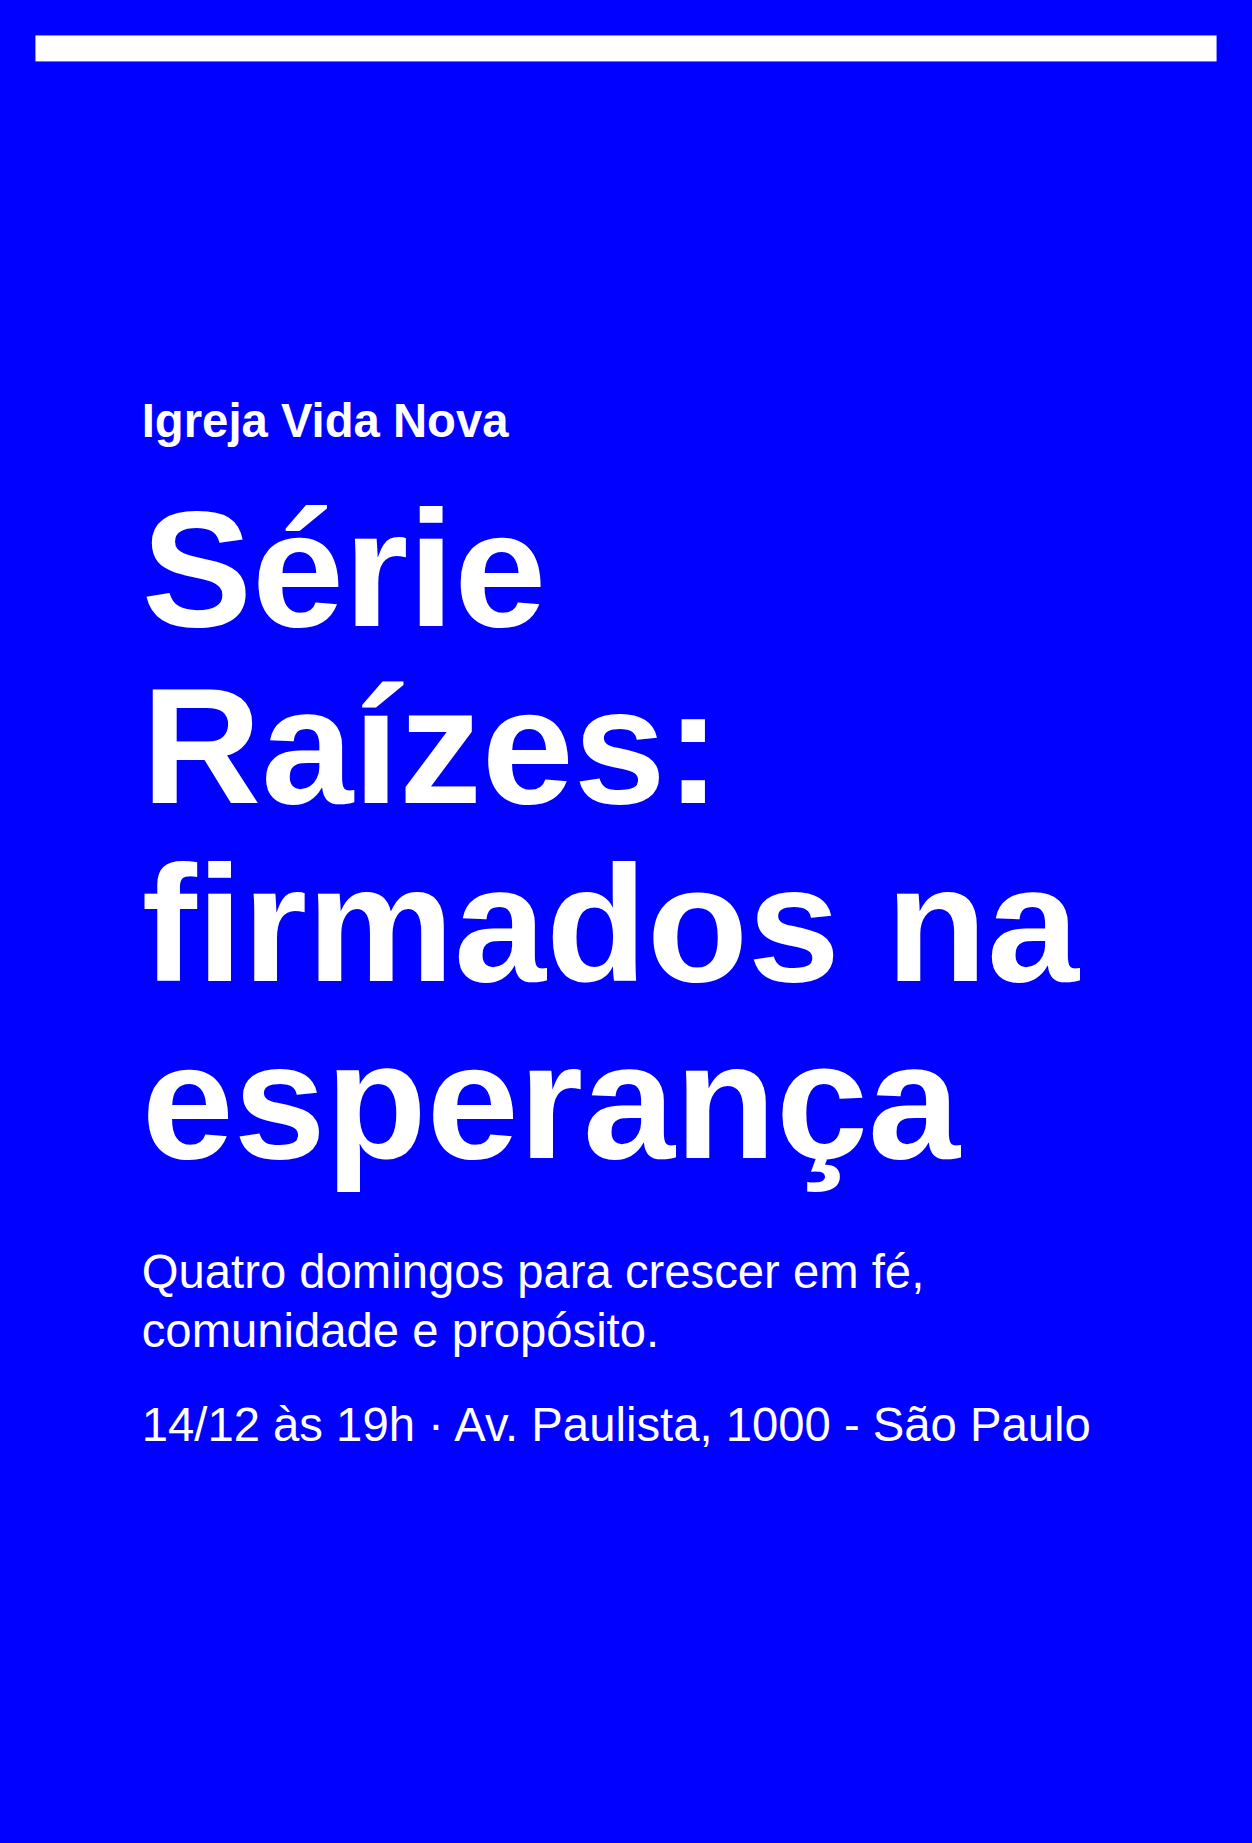 Igreja Vida Nova
Série
Raízes:
firmados na
esperança
Quatro domingos para crescer em fé,
comunidade e propósito.
14/12 às 19h · Av. Paulista, 1000 - São Paulo